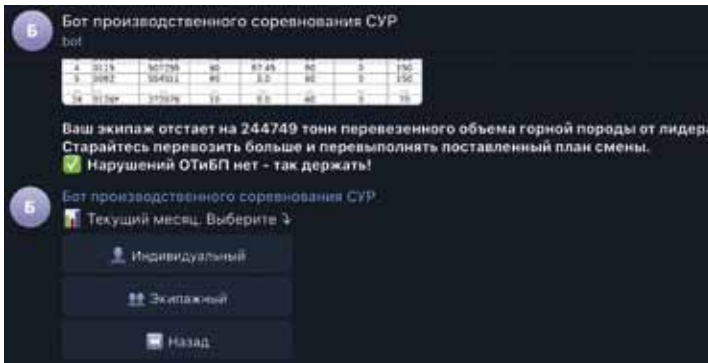 Б
Бот производственного соревнования СУР
bot
150
150
Ваш экипаж отстает на 244749 тонн перевезенного объема горной породы от лидера
Старайтесь перевозить больше и перевыполнять поставленный план смены.
✅ Нарушений ОТиБП нет - так держать!
Б
Бот производственного соревнования СУР
📊 Текущий месяц. Выберите ⤵
👤 Индивидуальный
👥 Экипажный
⏪ Назад